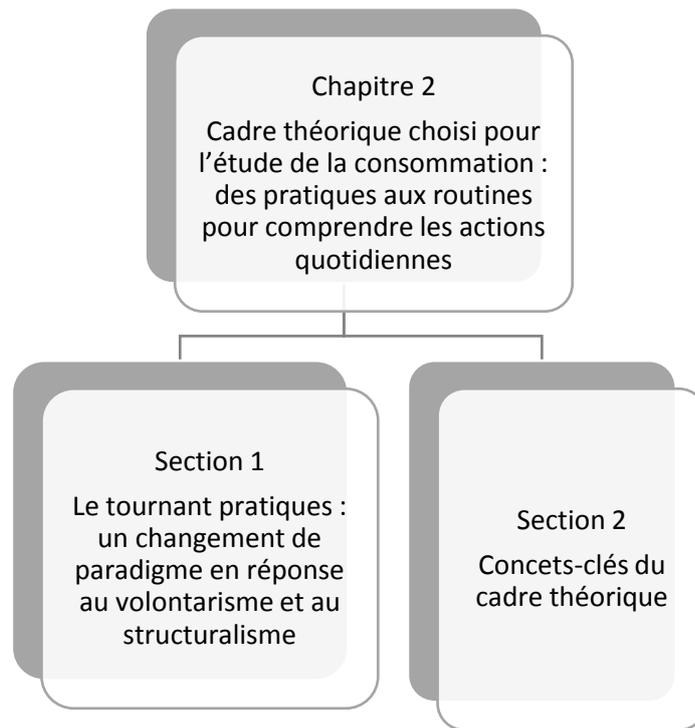 Chapitre 2
Cadre théorique choisi pour
l'étude de la consommation :
des pratiques aux routines
pour comprendre les actions
quotidiennes
Section 1
Le tournant pratiques :
un changement de
paradigme en réponse
au volontarisme et au
structuralisme
Section 2
Concets-clés du
cadre théorique